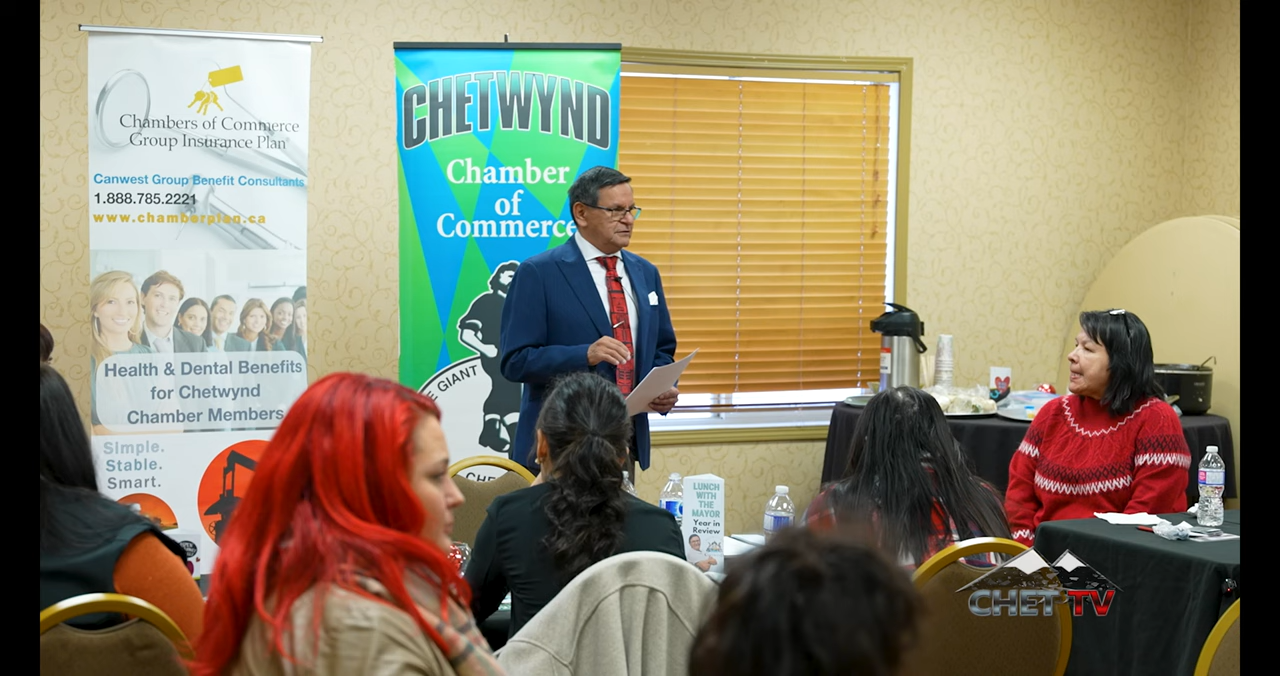 Chambers of Commerce
Group Insurance Plan
Canwest Group Benefit Consultants
1.888.785.2221
www.chamberplan.ca
Health & Dental Benefits
for Chetwynd
Chamber Members
Simple.
Stable.
Smart.
CHETWYND
Chamber
of
Commerce
GIANT
CHE
LUNCH
WITH
THE
MAYOR
Year in
Review
CHET TV